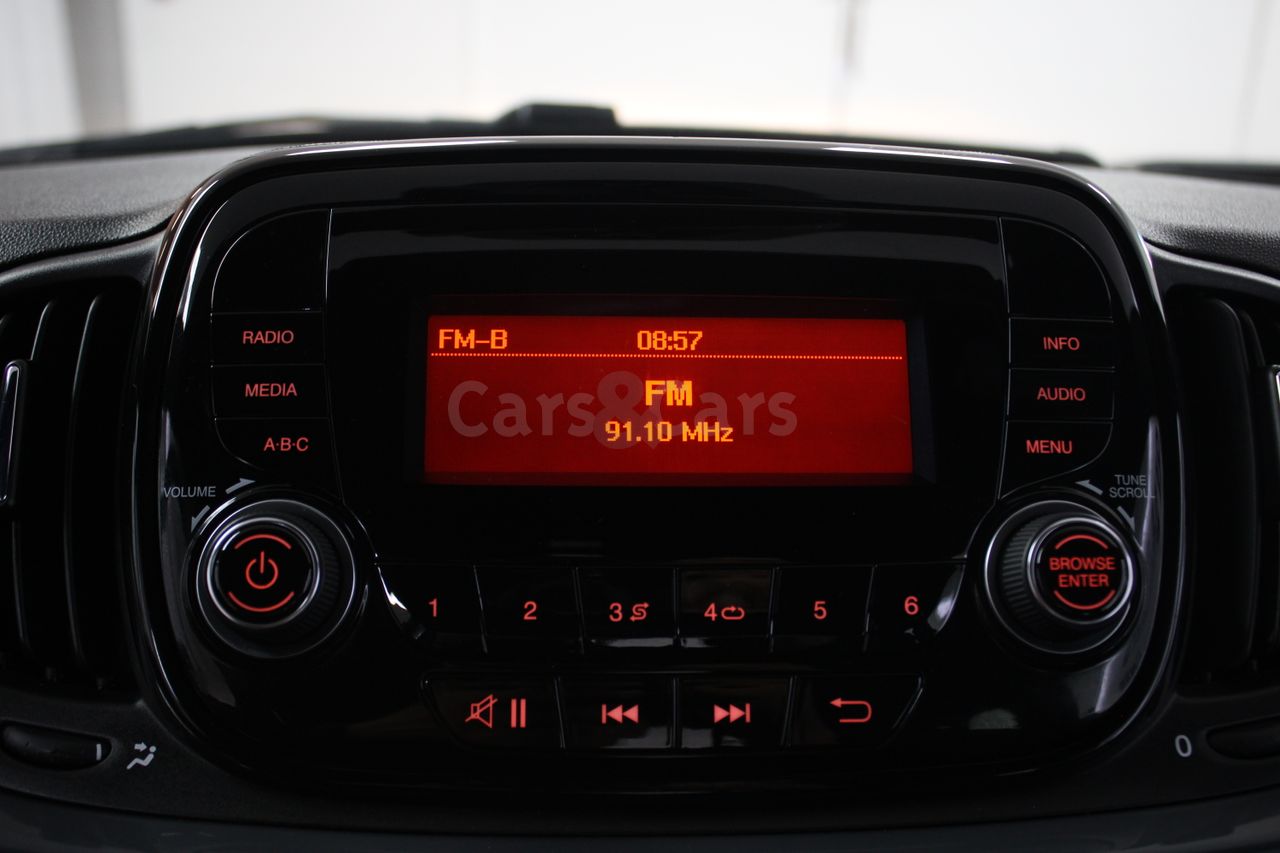 FM-B 08:57
FM
91.10 MHz
Cars&Cars
RADIO
MEDIA
A·B·C
INFO
AUDIO
MENU
VOLUME
TUNE
SCROLL
BROWSE
ENTER
1 2 3 4 5 6
0